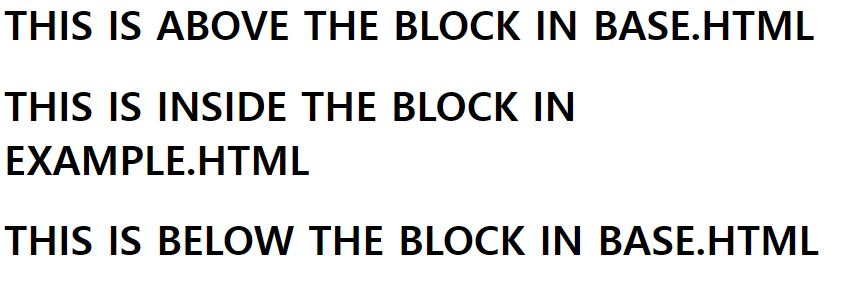 THIS IS ABOVE THE BLOCK IN BASE.HTML
THIS IS INSIDE THE BLOCK IN
EXAMPLE.HTML
THIS IS BELOW THE BLOCK IN BASE.HTML